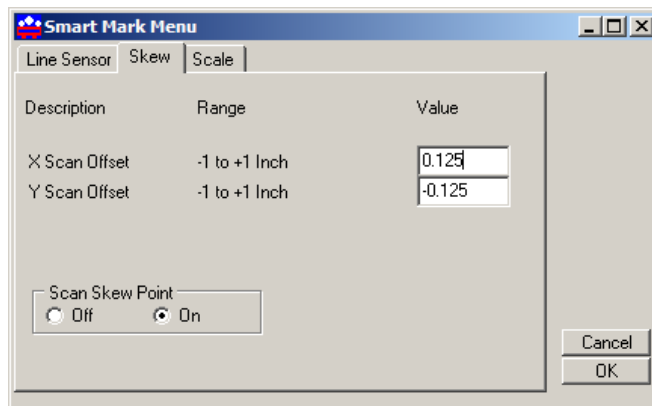 Smart Mark Menu
Line Sensor Skew Scale
Description Range Value
X Scan Offset -1 to +1 Inch 0.125
Y Scan Offset -1 to +1 Inch -0.125
Scan Skew Point
Off On
Cancel
OK